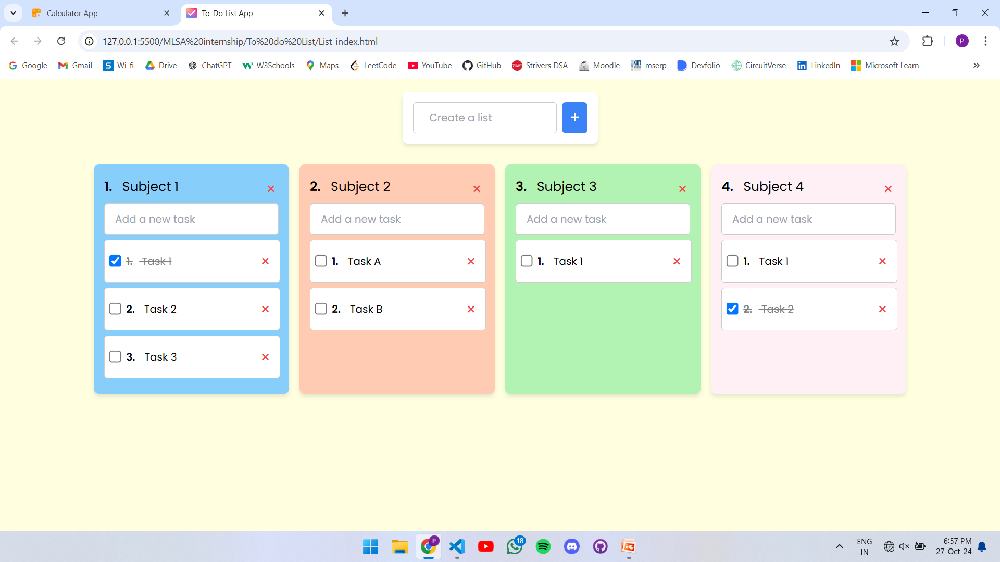 Calculator App
To-Do List App
127.0.0.1:5500/MLSA%20internship/To%20do%20List/List_index.html
P
Google Gmail S Wi-fi Drive ChatGPT W3Schools Maps LeetCode YouTube GitHub TUF Strivers DSA Moodle KIET mserp Devfolio CircuitVerse in LinkedIn Microsoft Learn »
Create a list +
1. Subject 1 ×
Add a new task
1. Task 1 ×
2. Task 2 ×
3. Task 3 ×
2. Subject 2 ×
Add a new task
1. Task A ×
2. Task B ×
3. Subject 3 ×
Add a new task
1. Task 1 ×
4. Subject 4 ×
Add a new task
1. Task 1 ×
2. Task 2 ×
P
18
ENG
IN
6:57 PM
27-Oct-24